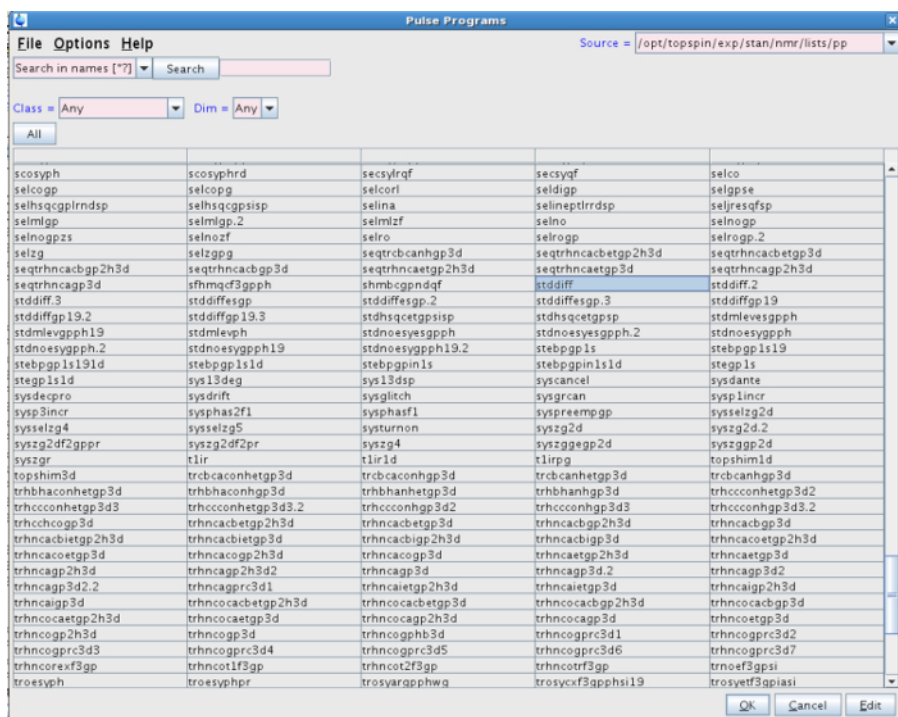 Pulse Programs
File Options Help
Source = /opt/topspin/exp/stan/nmr/lists/pp
Search in names [*?] Search
Class = Any Dim = Any
All
scosyph scosyphrd secsylrqf secsyqf selco
selcogp selcopg selcorl seldigp selgpse
selhsqcgplrndsp selhsqcgpsisp selina selineptlrrdsp seljresqfsp
selmlgp selmlgp.2 selmlzf selno selnogp
selnogpzs selnozf selro selrogp selrogp.2
selzg selzgpg seqtrcbcanhgp3d seqtrhncacbetgp2h3d seqtrhncacbetgp3d
seqtrhncacbgp2h3d seqtrhncacbgp3d seqtrhncaetgp2h3d seqtrhncaetgp3d seqtrhncagp2h3d
seqtrhncagp3d sfhmqcf3gpph shmbcgpndqf stddiff stddiff.2
stddiff.3 stddiffesgp stddiffesgp.2 stddiffesgp.3 stddiffgp19
stddiffgp19.2 stddiffgp19.3 stdhsqcetgpsisp stdhsqcetgpsp stdmlevesgpph
stdmlevgpph19 stdmlevph stdnoesyesgpph stdnoesyesgpph.2 stdnoesygpph
stdnoesygpph.2 stdnoesygpph19 stdnoesygpph19.2 stebpgp1s stebpgp1s19
stebpgp1s191d stebpgp1s1d stebpgpin1s stebpgpin1s1d stegp1s
stegp1s1d sys13deg sys13dsp syscancel sysdante
sysdecpro sysdrift sysglitch sysgrcan sysp1incr
sysp3incr sysphas2f1 sysphasf1 syspreempgp sysselzg2d
sysselzg4 sysselzg5 systurnon syszg2d syszg2d.2
syszg2df2gppr syszg2df2pr syszg4 syszggegp2d syszggp2d
syszgr t1ir t1ir1d t1irpg topshim1d
topshim3d trcbcaconhetgp3d trcbcaconhgp3d trcbcanhetgp3d trcbcanhgp3d
trhbhaconhetgp3d trhbhaconhgp3d trhbhanhetgp3d trhbhanhgp3d trhccconhetgp3d2
trhccconhetgp3d3 trhccconhetgp3d3.2 trhccconhgp3d2 trhccconhgp3d3 trhccconhgp3d3.2
trhcchcogp3d trhncacbetgp2h3d trhncacbetgp3d trhncacbgp2h3d trhncacbgp3d
trhncacbietgp2h3d trhncacbietgp3d trhncacbigp2h3d trhncacbigp3d trhncacoetgp2h3d
trhncacoetgp3d trhncacogp2h3d trhncacogp3d trhncaetgp2h3d trhncaetgp3d
trhncagp2h3d trhncagp2h3d2 trhncagp3d trhncagp3d.2 trhncagp3d2
trhncagp3d2.2 trhncagprc3d1 trhncaietgp2h3d trhncaietgp3d trhncaigp2h3d
trhncaigp3d trhncocacbetgp2h3d trhncocacbetgp3d trhncocacbgp2h3d trhncocacbgp3d
trhncocaetgp2h3d trhncocaetgp3d trhncocagp2h3d trhncocagp3d trhncoetgp3d
trhncogp2h3d trhncogp3d trhncogphb3d trhncogprc3d1 trhncogprc3d2
trhncogprc3d3 trhncogprc3d4 trhncogprc3d5 trhncogprc3d6 trhncogprc3d7
trhncorexf3gp trhncot1f3gp trhncot2f3gp trhncotrf3gp trnoef3gpsi
troesyph troesyphpr trosyargpphwg trosycxf3gpphsi19 trosyetf3gpiasi
OK Cancel Edit